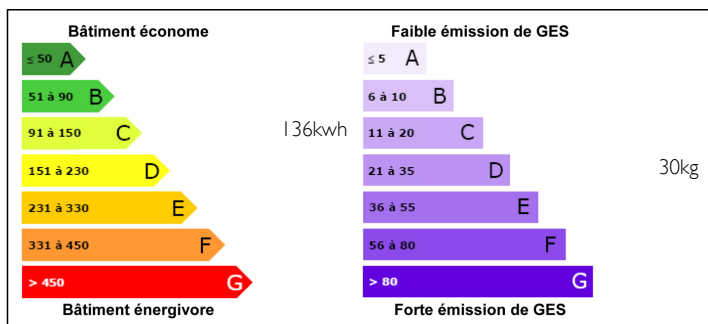 Bâtiment économe
≤ 50 A
51 à 90 B
91 à 150 C
136kwh
151 à 230 D
231 à 330 E
331 à 450 F
> 450 G
Bâtiment énergivore
Faible émission de GES
≤ 5 A
6 à 10 B
11 à 20 C
21 à 35 D
30kg
36 à 55 E
56 à 80 F
> 80 G
Forte émission de GES